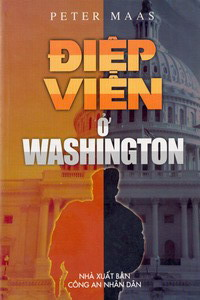 PETER MAAS
ĐIỆP
VIÊN
Ở
WASHINGTON
NHÀ XUẤT BẢN
CÔNG AN NHÂN DÂN